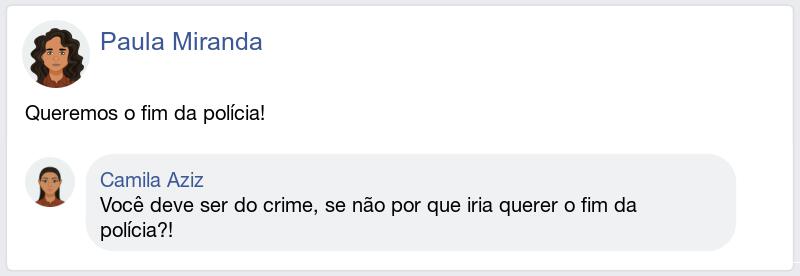 Paula Miranda
Queremos o fim da polícia!
Camila Aziz
Você deve ser do crime, se não por que iria querer o fim da
polícia?!